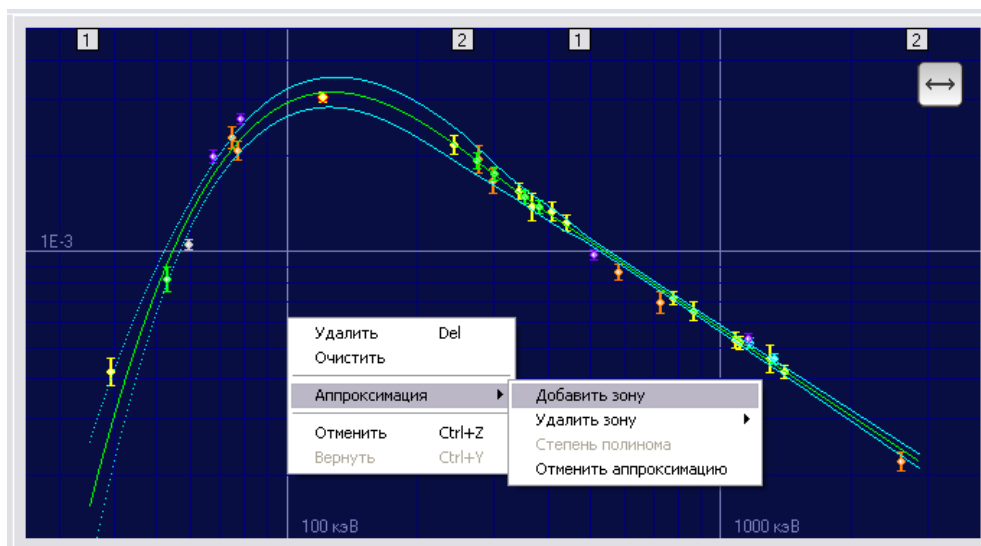 1 2 1 2
1E-3
Удалить Del
Очистить
Аппроксимация
Добавить зону
Удалить зону
Степень полинома
Отменить аппроксимацию
Отменить Ctrl+Z
Вернуть Ctrl+Y
100 кэВ 1000 кэВ